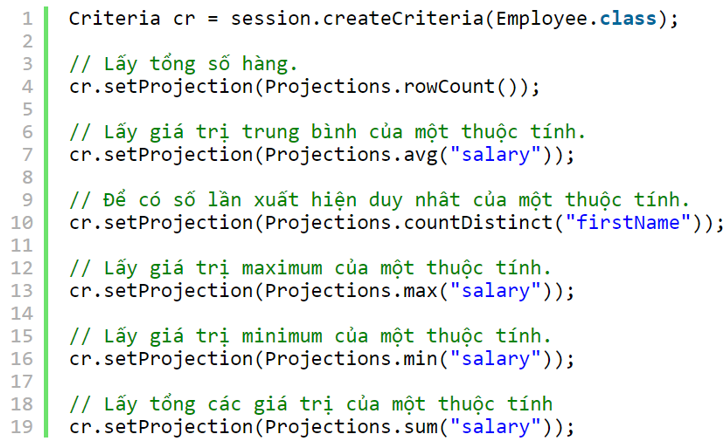 1 Criteria cr = session.createCriteria(Employee.class);
2
3 // Lấy tổng số hàng.
4 cr.setProjection(Projections.rowCount());
5
6 // Lấy giá trị trung bình của một thuộc tính.
7 cr.setProjection(Projections.avg("salary"));
8
9 // Để có số lần xuất hiện duy nhât của một thuộc tính.
10 cr.setProjection(Projections.countDistinct("firstName"));
11
12 // Lấy giá trị maximum của một thuộc tính.
13 cr.setProjection(Projections.max("salary"));
14
15 // Lấy giá trị minimum của một thuộc tính.
16 cr.setProjection(Projections.min("salary"));
17
18 // Lấy tổng các giá trị của một thuộc tính
19 cr.setProjection(Projections.sum("salary"));